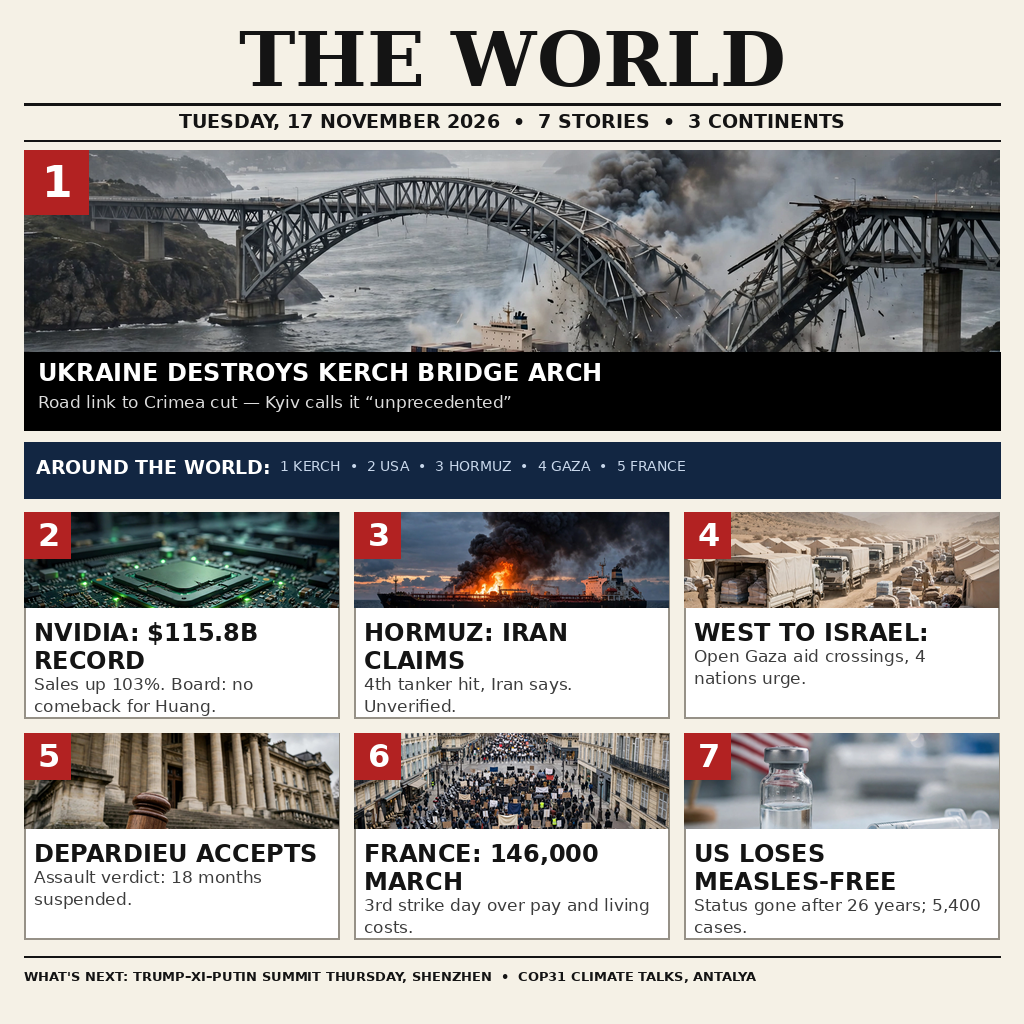 THE WORLD
TUESDAY, 17 NOVEMBER 2026 • 7 STORIES • 3 CONTINENTS
1
UKRAINE DESTROYS KERCH BRIDGE ARCH
Road link to Crimea cut — Kyiv calls it “unprecedented”
AROUND THE WORLD: 1 KERCH • 2 USA • 3 HORMUZ • 4 GAZA • 5 FRANCE
2
NVIDIA: $115.8B
RECORD
Sales up 103%. Board: no
comeback for Huang.
3
HORMUZ: IRAN
CLAIMS
4th tanker hit, Iran says.
Unverified.
4
WEST TO ISRAEL:
Open Gaza aid crossings, 4
nations urge.
5
DEPARDIEU ACCEPTS
Assault verdict: 18 months
suspended.
6
FRANCE: 146,000
MARCH
3rd strike day over pay and living
costs.
7
US LOSES
MEASLES-FREE
Status gone after 26 years; 5,400
cases.
WHAT'S NEXT: TRUMP–XI–PUTIN SUMMIT THURSDAY, SHENZHEN • COP31 CLIMATE TALKS, ANTALYA